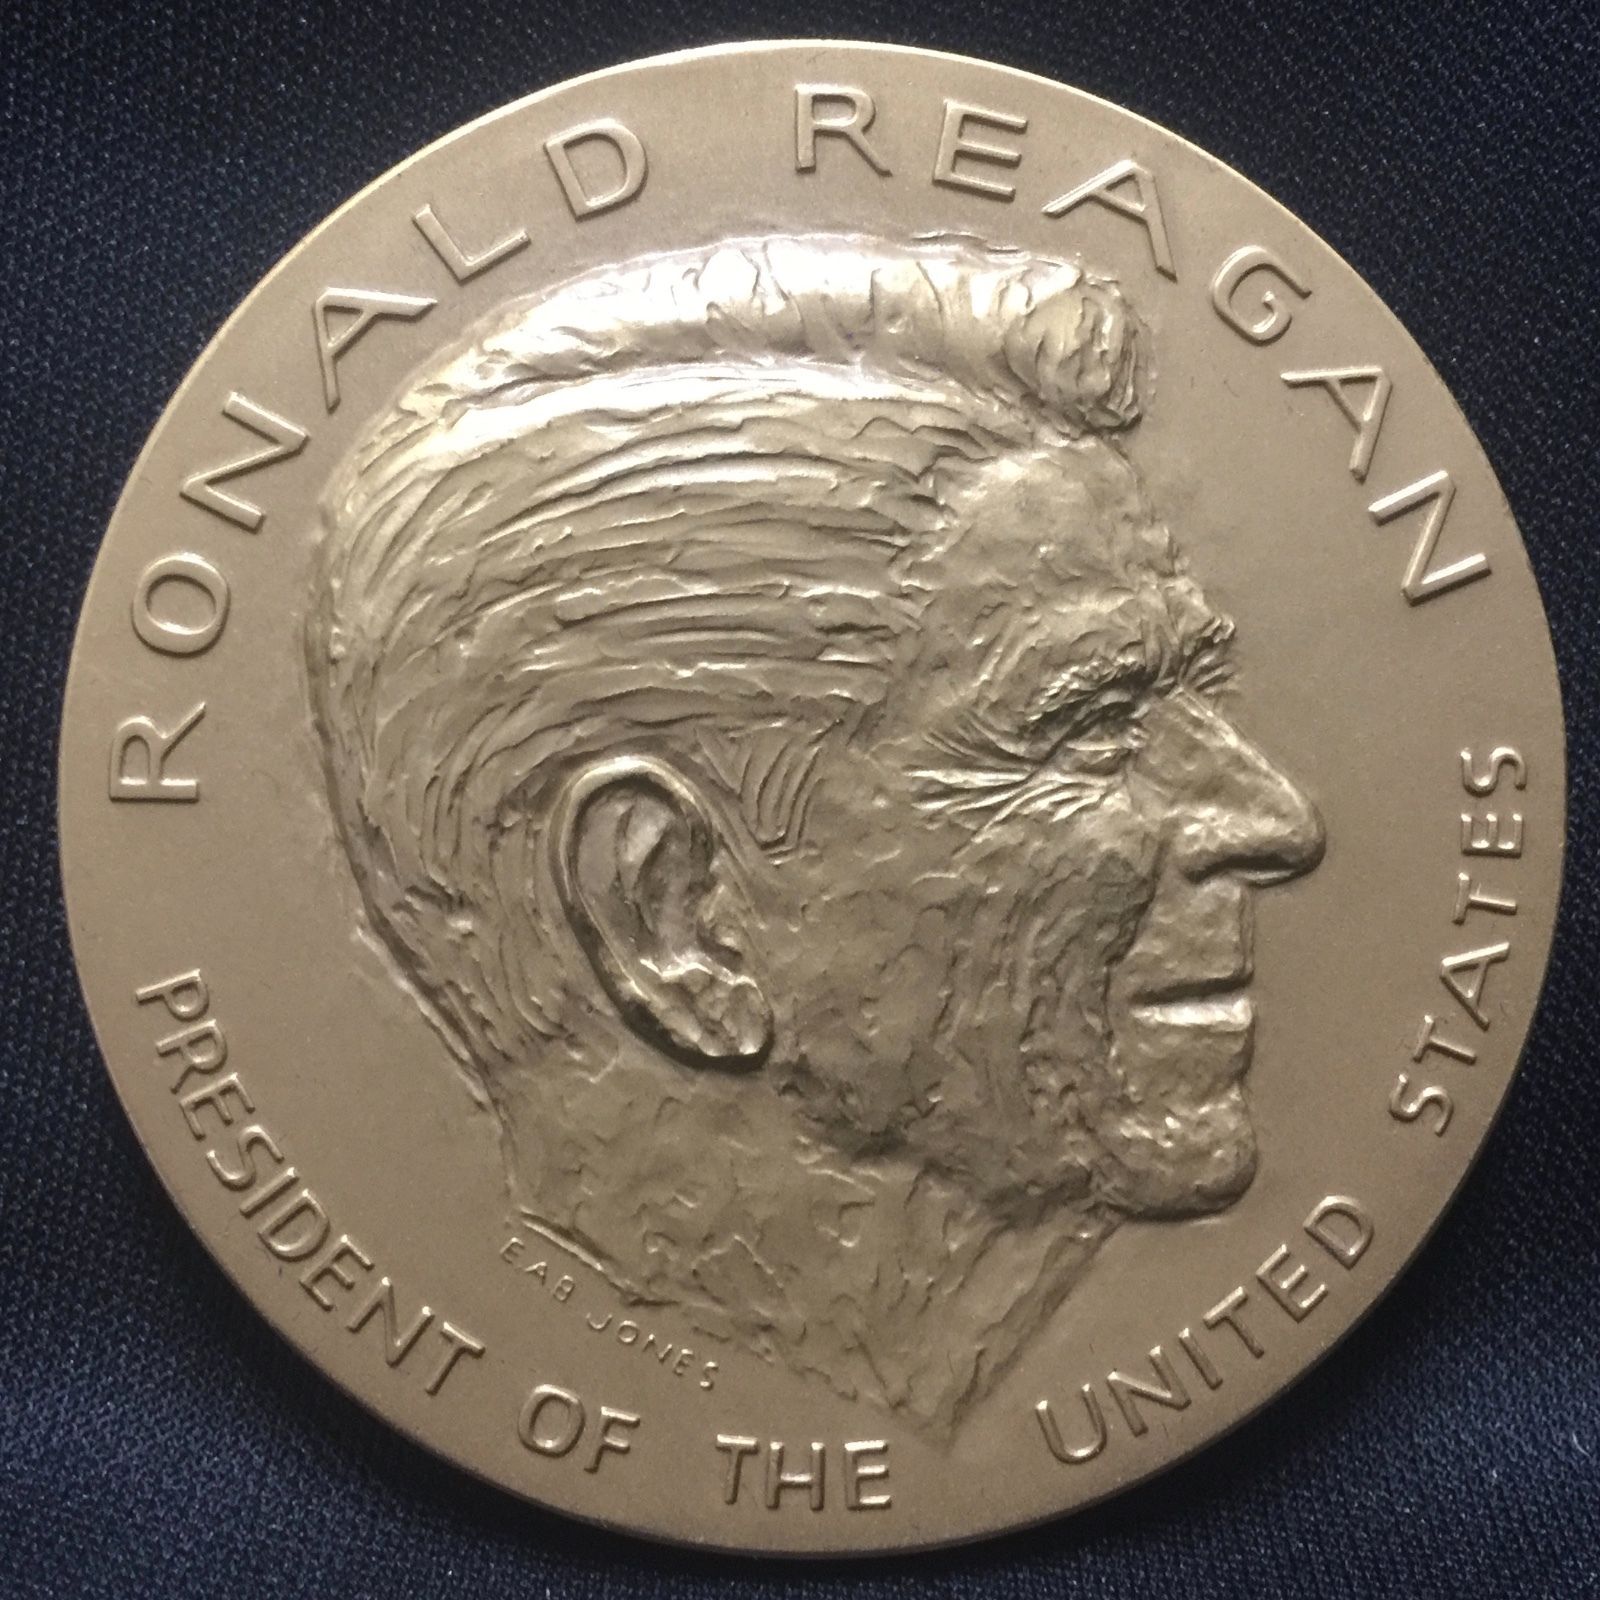 RONALD REAGAN
PRESIDENT OF THE UNITED STATES
EAB JONES